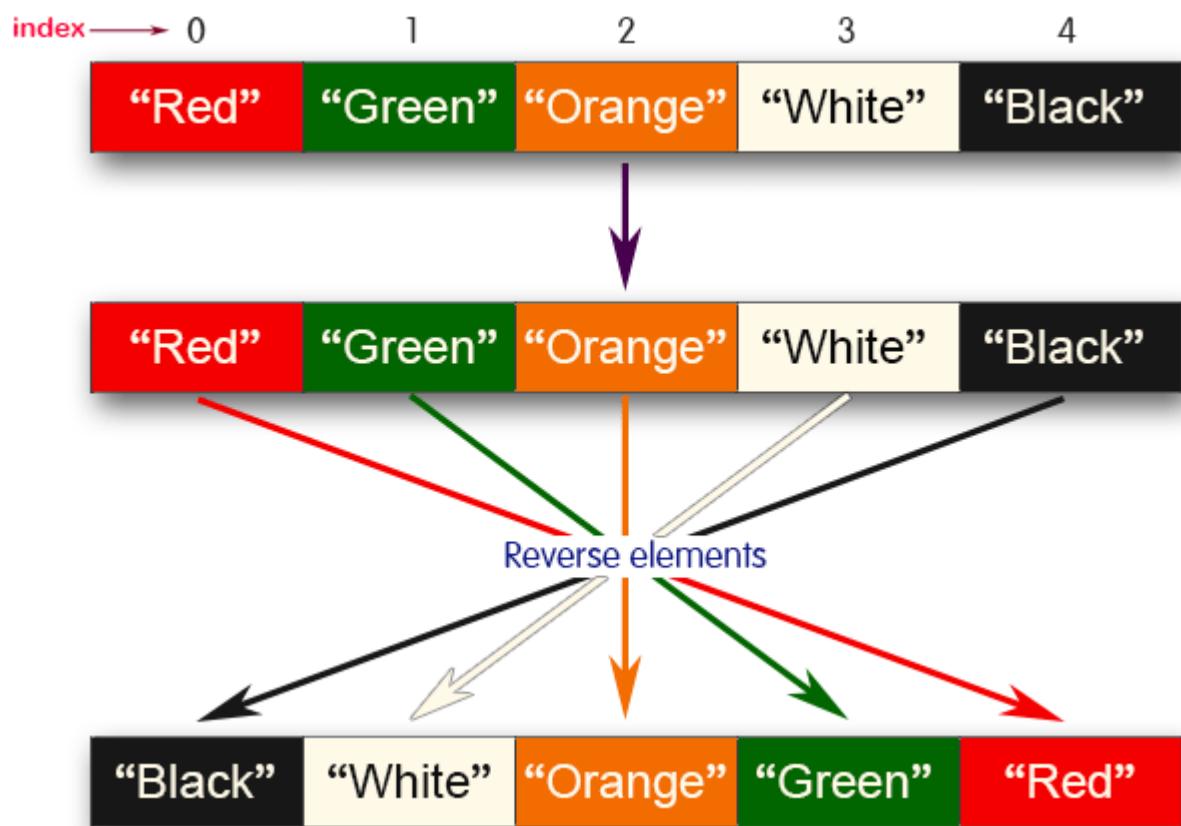 index 0 1 2 3 4
“Red” “Green” “Orange” “White” “Black”
“Red” “Green” “Orange” “White” “Black”
Reverse elements
“Black” “White” “Orange” “Green” “Red”